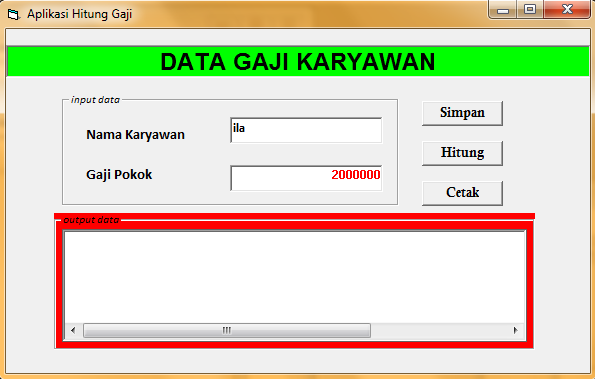 Aplikasi Hitung Gaji
DATA GAJI KARYAWAN
input data
Nama Karyawan
ila
Gaji Pokok
2000000
Simpan
Hitung
Cetak
output data